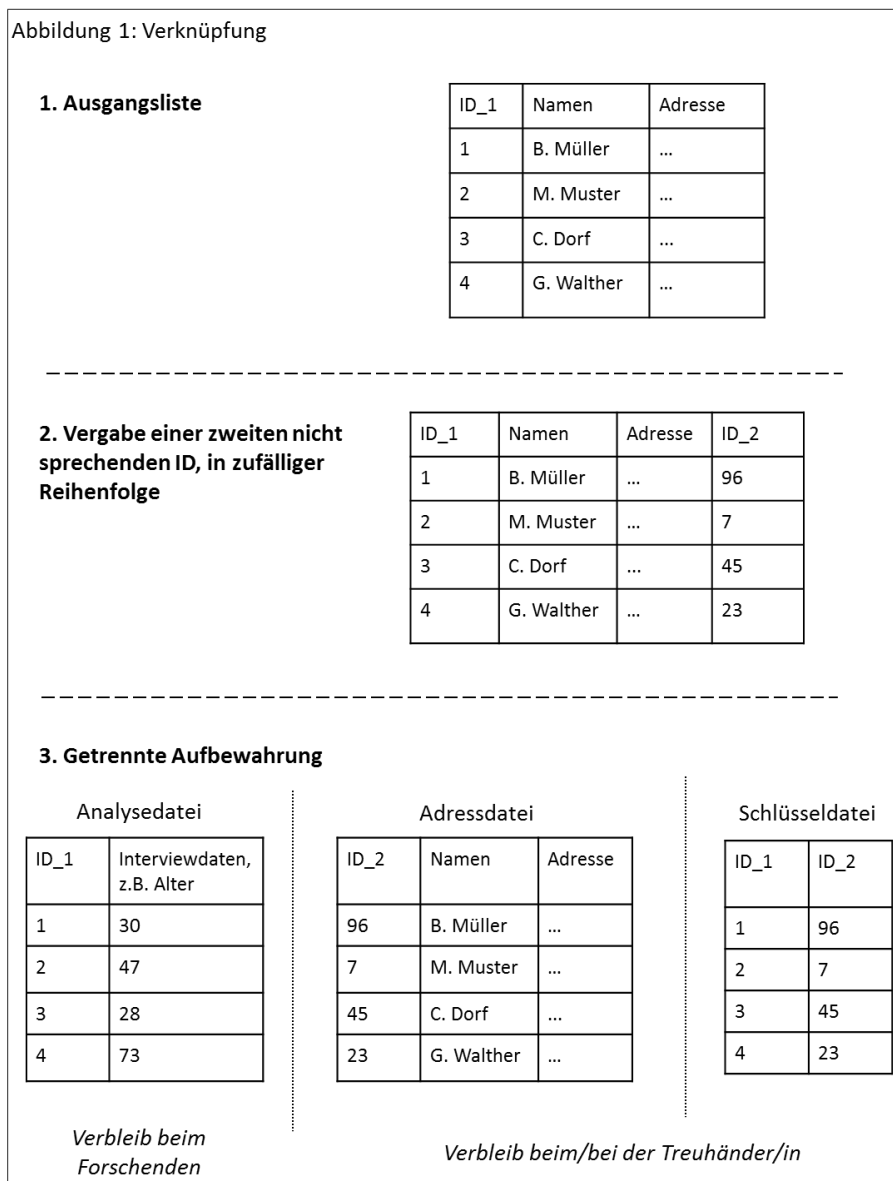 Abbildung 1: Verknüpfung
1. Ausgangsliste
ID_1 Namen Adresse
1 B. Müller ...
2 M. Muster ...
3 C. Dorf ...
4 G. Walther ...
2. Vergabe einer zweiten nicht
sprechenden ID, in zufälliger
Reihenfolge
ID_1 Namen Adresse ID_2
1 B. Müller ... 96
2 M. Muster ... 7
3 C. Dorf ... 45
4 G. Walther ... 23
3. Getrennte Aufbewahrung
Analysedatei
ID_1 Interviewdaten,
z.B. Alter
1 30
2 47
3 28
4 73
Verbleib beim
Forschenden
Adressdatei
ID_2 Namen Adresse
96 B. Müller ...
7 M. Muster ...
45 C. Dorf ...
23 G. Walther ...
Schlüsseldatei
ID_1 ID_2
1 96
2 7
3 45
4 23
Verbleib beim/bei der Treuhänder/in